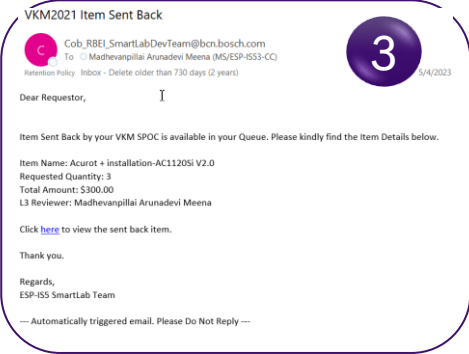 VKM2021 Item Sent Back
C
Cob_RBEI_SmartLabDevTeam@bcn.bosch.com
To Madhevanpillai Arunadevi Meena (MS/ESP-IS53-CC)
3
Retention Policy Inbox - Delete older than 730 days (2 years)
5/4/2023
Dear Requestor,
Item Sent Back by your VKM SPOC is available in your Queue. Please kindly find the Item Details below.
Item Name: Acurot + installation-AC1120Si V2.0
Requested Quantity: 3
Total Amount: $300.00
L3 Reviewer: Madhevanpillai Arunadevi Meena
Click here to view the sent back item.
Thank you.
Regards,
ESP-IS5 SmartLab Team
--- Automatically triggered email. Please Do Not Reply ---